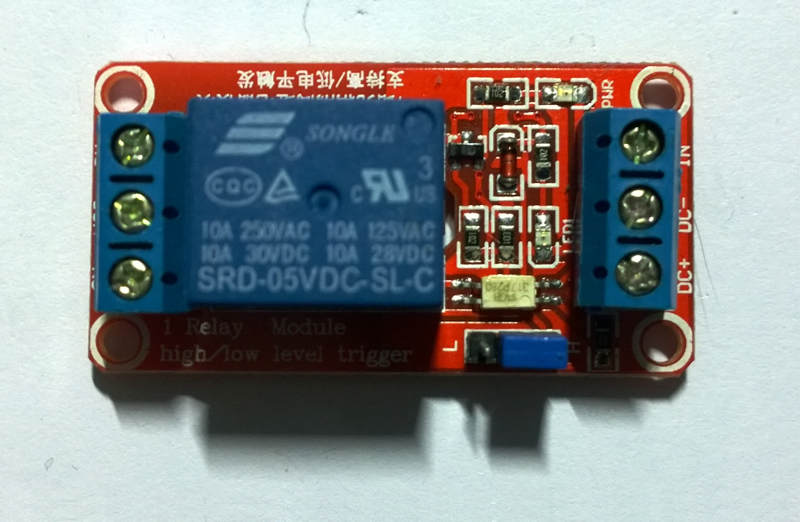 支持高/低电平触发
PWR
SONGLE
®
3
CQC
c
US
10A 250VAC 10A 125VAC
10A 30VDC 10A 28VDC
SRD-05VDC-SL-C
IN
DC-
DC+
LED1
1 Relay Module
high/low level trigger
L
H